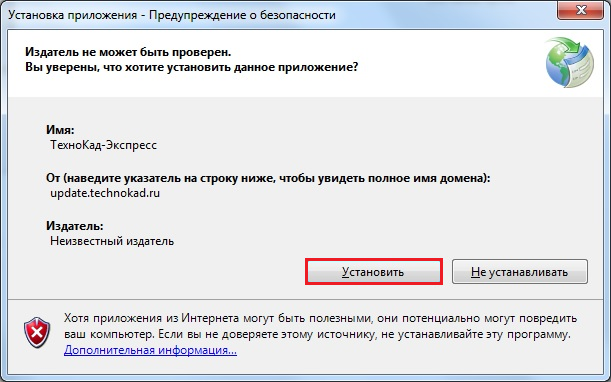 Установка приложения - Предупреждение о безопасности
Издатель не может быть проверен.
Вы уверены, что хотите установить данное приложение?
Имя:
ТехноКад-Экспресс
От (наведите указатель на строку ниже, чтобы увидеть полное имя домена):
update.technokad.ru
Издатель:
Неизвестный издатель
Установить
Не устанавливать
Хотя приложения из Интернета могут быть полезными, они потенциально могут повредить
ваш компьютер. Если вы не доверяете этому источнику, не устанавливайте эту программу.
Дополнительная информация...